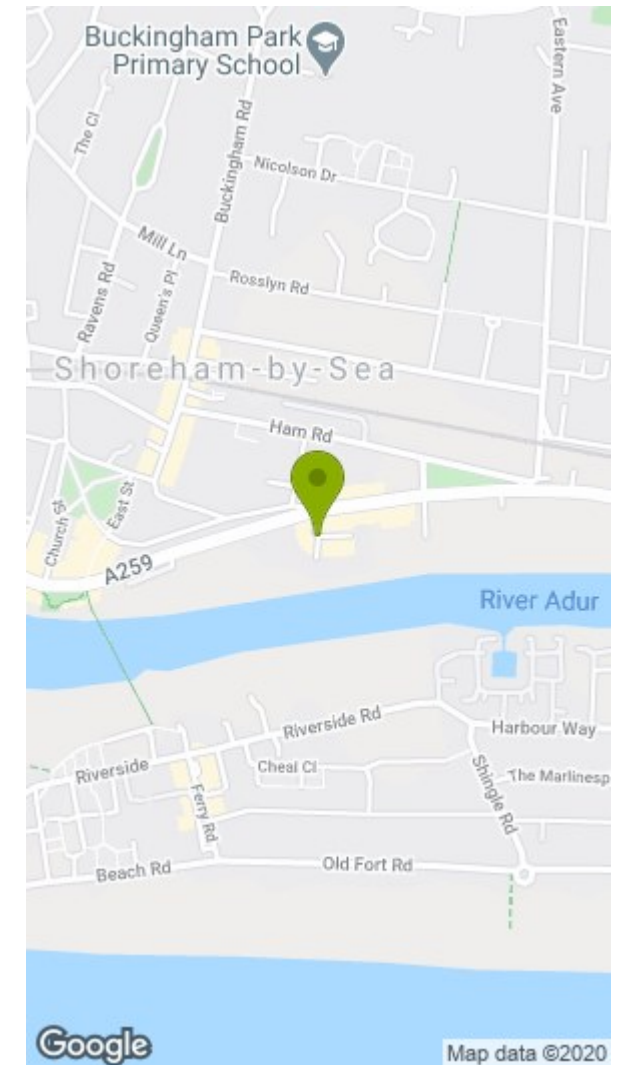 Buckingham Park
Primary School
Eastern Ave
The Cl
Buckingham Rd
Nicolson Dr
Mill Ln
Ravens Rd
Queen's Pl
Rosslyn Rd
Shoreham-by-Sea
Ham Rd
Church St
East St
A259
River Adur
Riverside Rd
Harbour Way
Riverside
Cheal Cl
Shingle Rd
The Marlinesp
Ferry Rd
Beach Rd
Old Fort Rd
Google
Map data ©2020